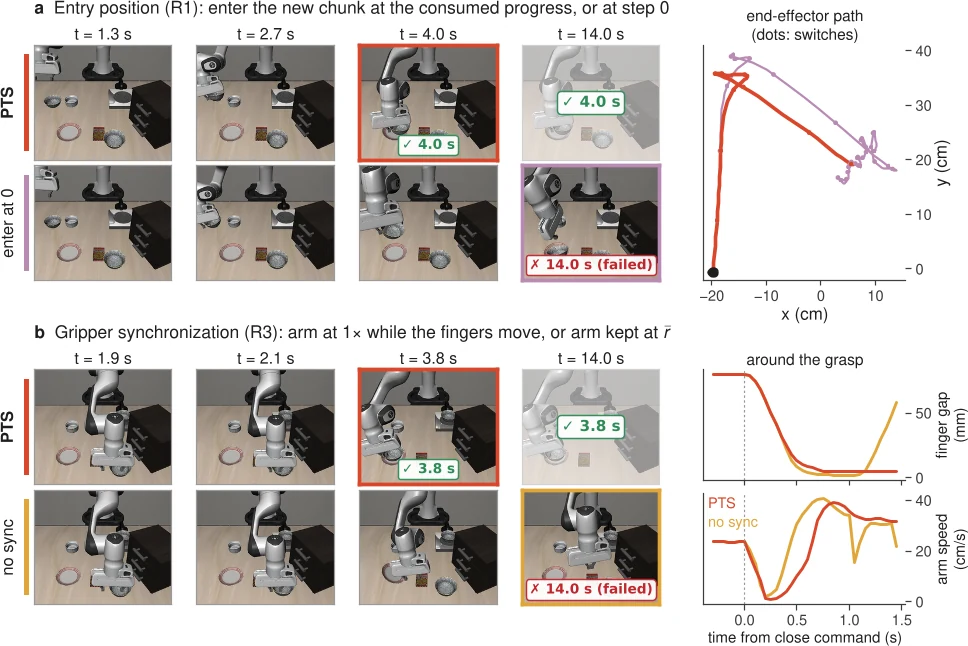 a Entry position (R1): enter the new chunk at the consumed progress, or at step 0
t = 1.3 s
t = 2.7 s
t = 4.0 s
t = 14.0 s
PTS
✓ 4.0 s
✓ 4.0 s
enter at 0
✗ 14.0 s (failed)
end-effector path
(dots: switches)
40
30
20
10
0
y (cm)
−20
−10
0
10
x (cm)
b Gripper synchronization (R3): arm at 1× while the fingers move, or arm kept at r̄
t = 1.9 s
t = 2.1 s
t = 3.8 s
t = 14.0 s
PTS
✓ 3.8 s
✓ 3.8 s
no sync
✗ 14.0 s (failed)
around the grasp
50
0
finger gap
(mm)
PTS
no sync
40
20
0
arm speed
(cm/s)
0.0
0.5
1.0
1.5
time from close command (s)